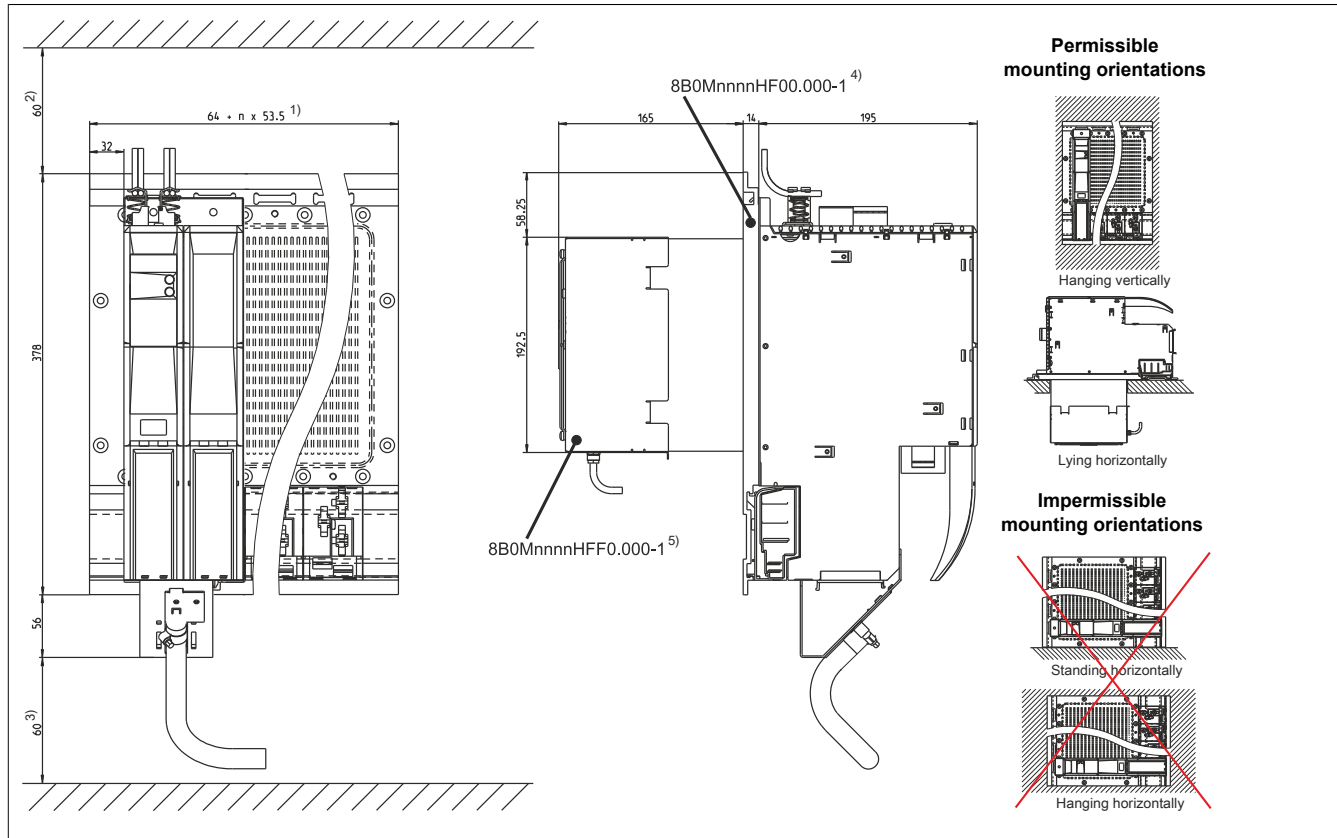 60 2)
64 + n x 53.5 1)
32
378
56
60 3)
8B0MnnnnHF00.000-1 4)
165
14
195
58.25
192.5
8B0MnnnnHFF0.000-1 5)
Permissible
mounting orientations
Hanging vertically
Lying horizontally
Impermissible
mounting orientations
Standing horizontally
Hanging horizontally